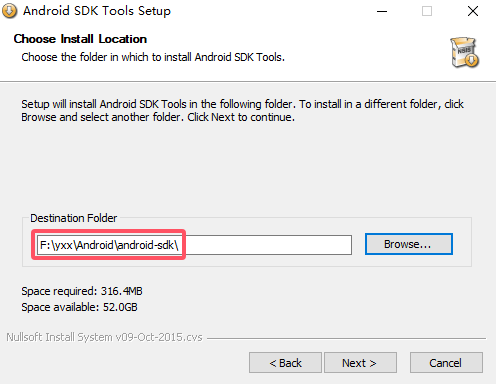 Android SDK Tools Setup
Choose Install Location
Choose the folder in which to install Android SDK Tools.
NSIS
Setup will install Android SDK Tools in the following folder. To install in a different folder, click
Browse and select another folder. Click Next to continue.
Destination Folder
F:\yxx\Android\android-sdk\
Browse...
Space required: 316.4MB
Space available: 52.0GB
Nullsoft Install System v09-Oct-2015.cvs
< Back
Next >
Cancel